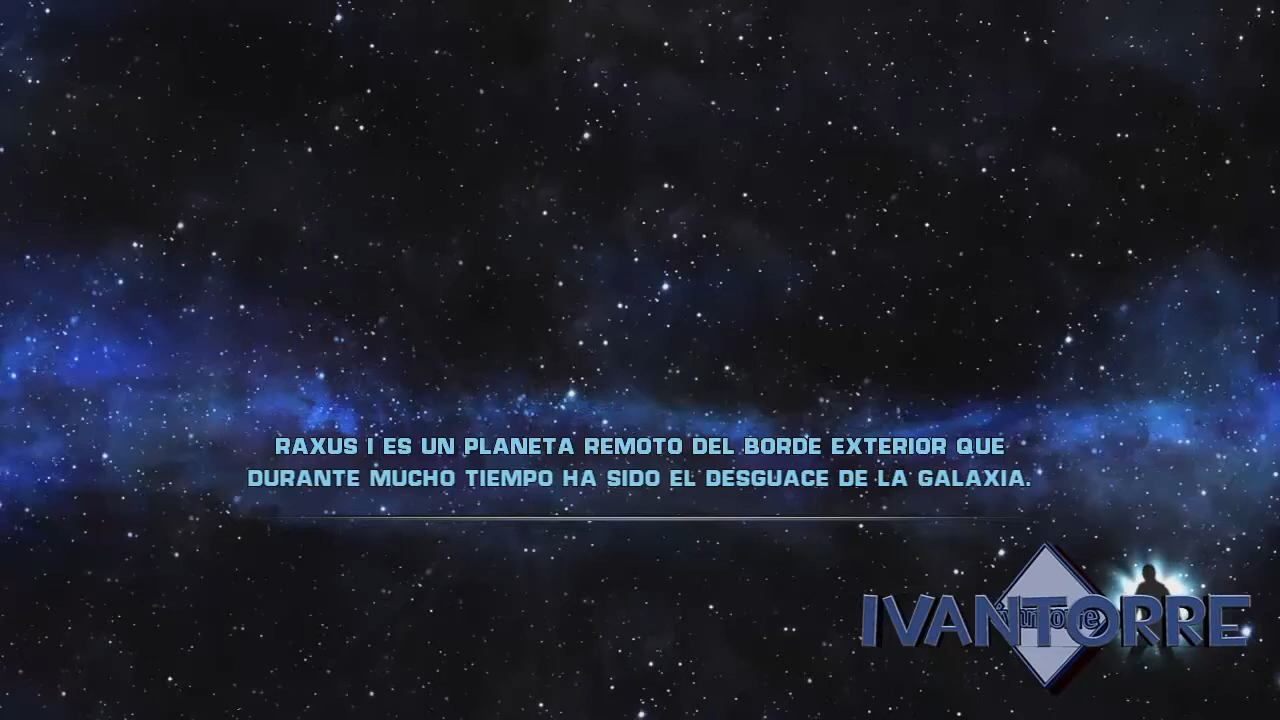 RAXUS I ES UN PLANETA REMOTO DEL BORDE EXTERIOR QUE
DURANTE MUCHO TIEMPO HA SIDO EL DESGUACE DE LA GALAXIA.
IVANTORRE